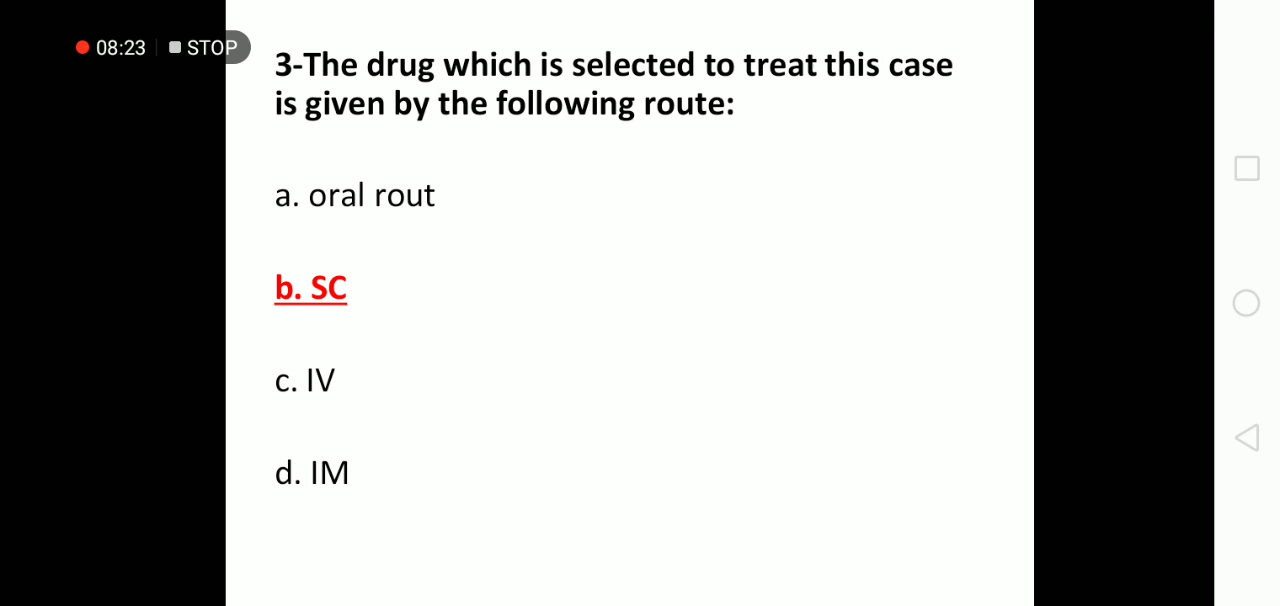 08:23 STOP
3-The drug which is selected to treat this case
is given by the following route:
a. oral rout
b. SC
c. IV
d. IM